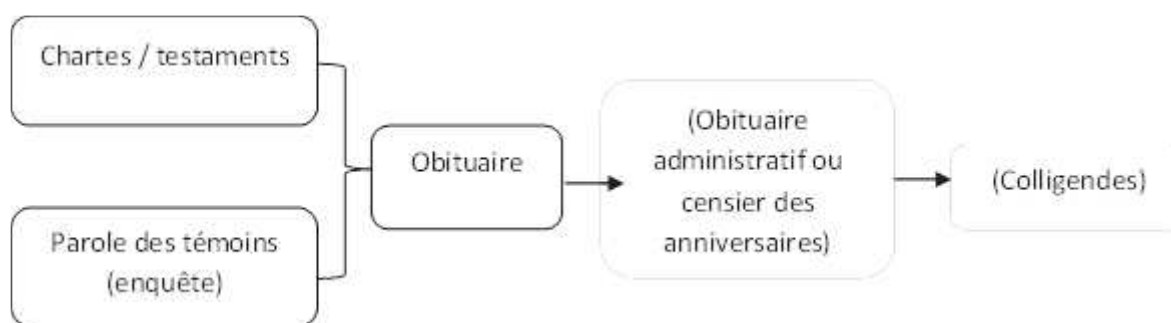 Chartes / testaments
Parole des témoins
(enquête)
Obituaire
(Obituaire
administratif ou
censier des
anniversaires)
(Colligendes)